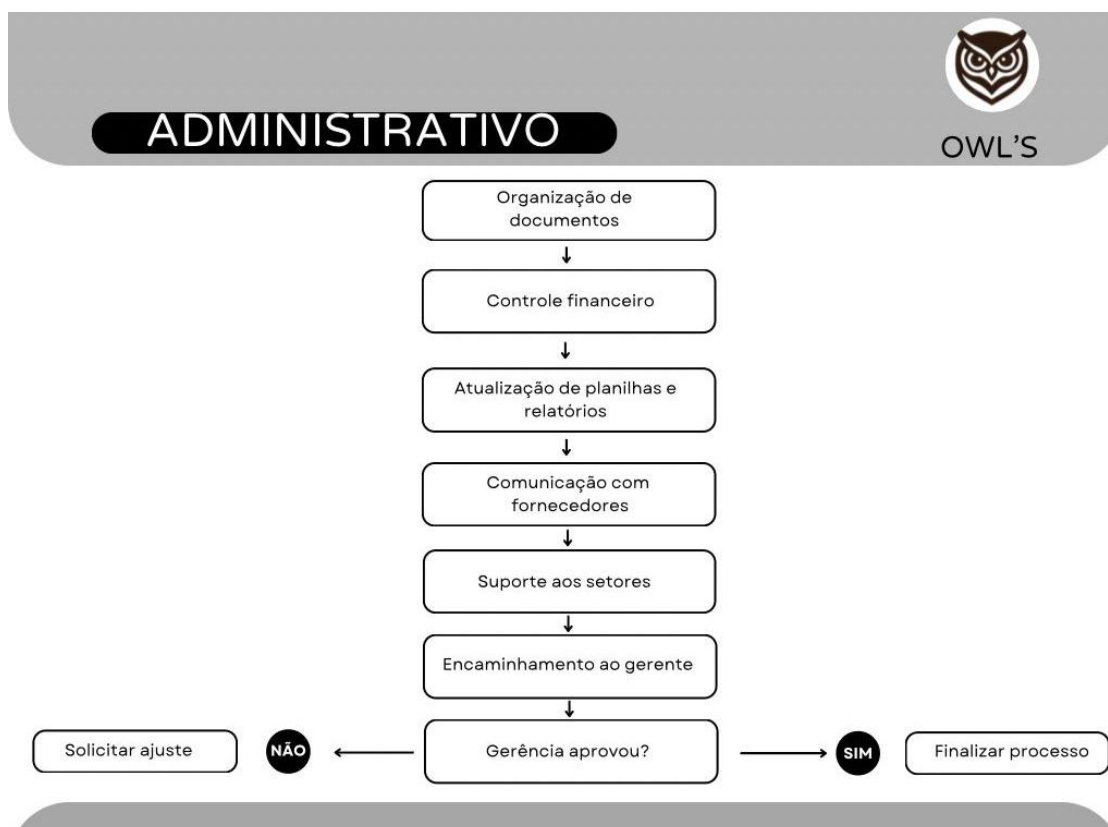 OWL'S
ADMINISTRATIVO
Organização de
documentos
Controle financeiro
Atualização de planilhas e
relatórios
Comunicação com
fornecedores
Suporte aos setores
Encaminhamento ao gerente
Gerência aprovou?
NÃO
Solicitar ajuste
SIM
Finalizar processo